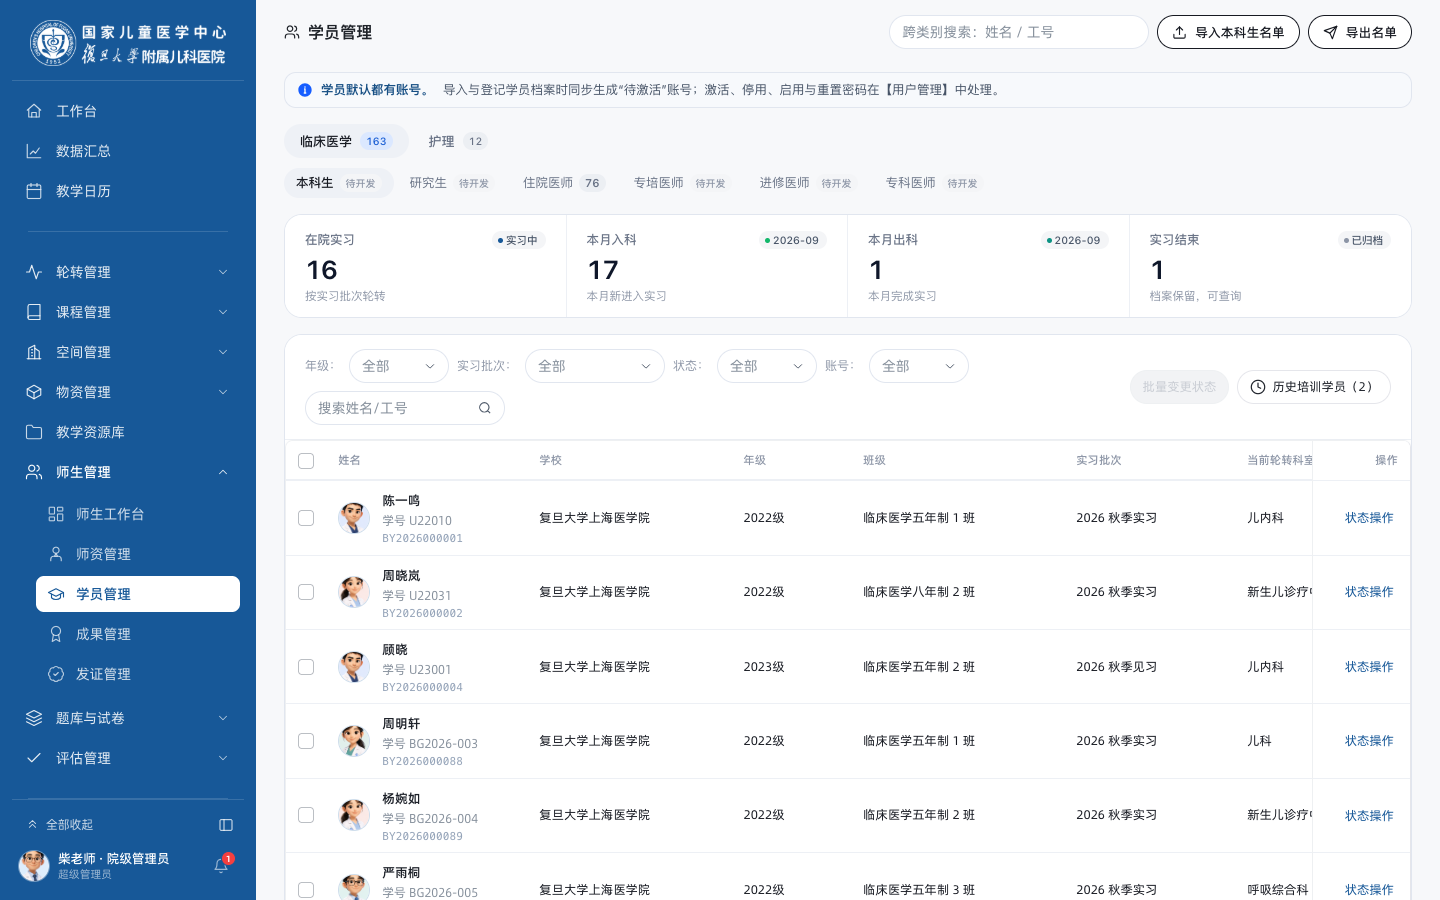 国家儿童医学中心
复旦大学附属儿科医院
工作台
数据汇总
教学日历
轮转管理
课程管理
空间管理
物资管理
教学资源库
师生管理
师生工作台
师资管理
学员管理
成果管理
发证管理
题库与试卷
评估管理
全部收起
柴老师 · 院级管理员
超级管理员
1
学员管理
跨类别搜索：姓名 / 工号
导入本科生名单
导出名单
学员默认都有账号。 导入与登记学员档案时同步生成“待激活”账号；激活、停用、启用与重置密码在【用户管理】中处理。
临床医学 163 护理 12
本科生 待开发 研究生 待开发 住院医师 76 专培医师 待开发 进修医师 待开发 专科医师 待开发
在院实习 实习中
16
按实习批次轮转
本月入科 2026-09
17
本月新进入实习
本月出科 2026-09
1
本月完成实习
实习结束 已归档
1
档案保留，可查询
年级： 全部 实习批次： 全部 状态： 全部 账号： 全部
搜索姓名/工号
批量变更状态
历史培训学员（2）
姓名 学校 年级 班级 实习批次 当前轮转科室 操作
陈一鸣
学号 U22010
BY2026000001
复旦大学上海医学院 2022级 临床医学五年制 1 班 2026 秋季实习 儿内科 状态操作
周晓岚
学号 U22031
BY2026000002
复旦大学上海医学院 2022级 临床医学八年制 2 班 2026 秋季实习 新生儿诊疗 状态操作
顾晓
学号 U23001
BY2026000004
复旦大学上海医学院 2023级 临床医学五年制 2 班 2026 秋季见习 儿内科 状态操作
周明轩
学号 BG2026-003
BY2026000088
复旦大学上海医学院 2022级 临床医学五年制 1 班 2026 秋季实习 儿科 状态操作
杨婉如
学号 BG2026-004
BY2026000089
复旦大学上海医学院 2022级 临床医学五年制 2 班 2026 秋季实习 新生儿诊疗 状态操作
严雨桐
学号 BG2026-005
复旦大学上海医学院 2022级 临床医学五年制 3 班 2026 秋季实习 呼吸综合科 状态操作